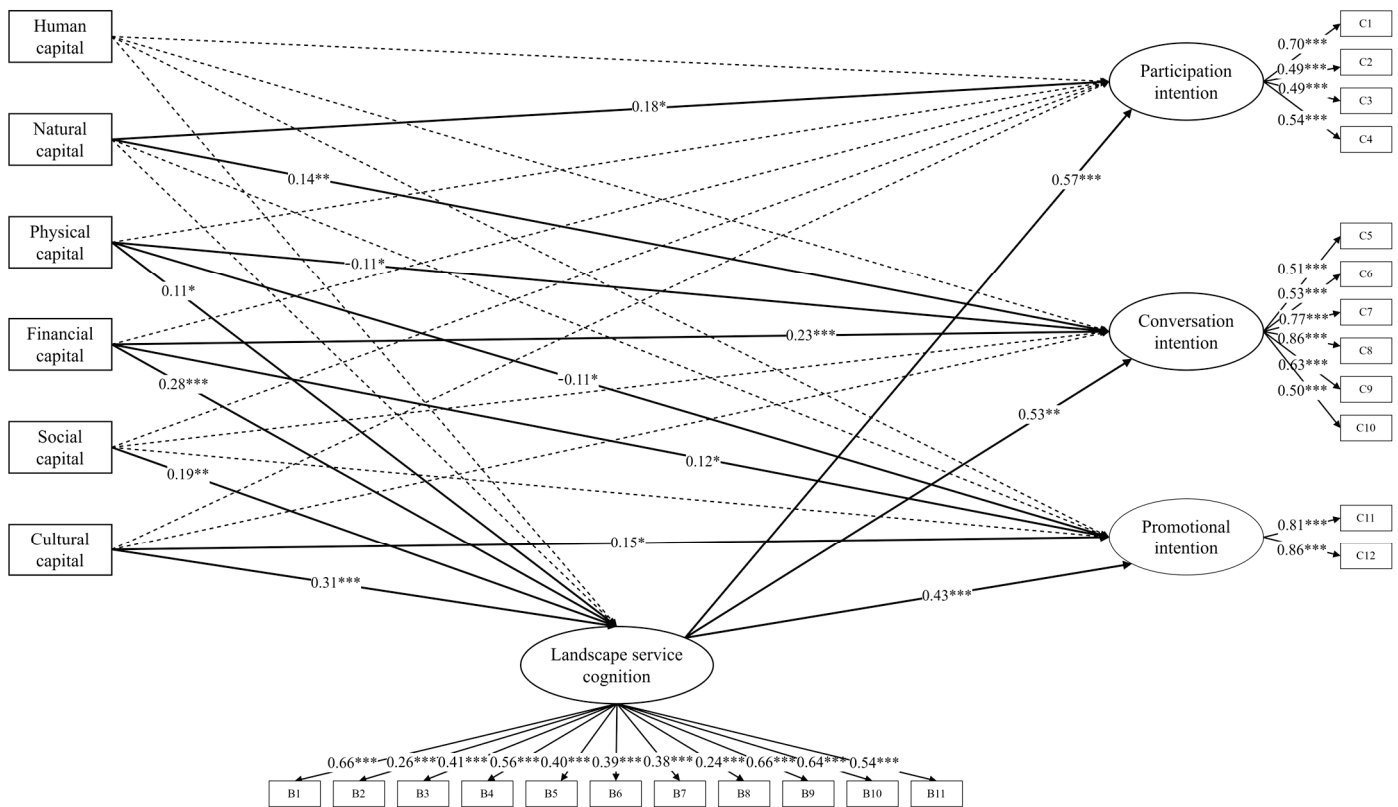 Human
capital
Natural
capital
Physical
capital
Financial
capital
Social
capital
Cultural
capital
0.18*
0.14**
-0.11*
0.11*
0.23***
0.28***
-0.11*
0.12*
0.19**
0.15*
0.31***
0.57***
0.53**
0.43***
Participation
intention
0.70***
0.49***
0.49***
0.54***
C1
C2
C3
C4
Conversation
intention
0.51***
0.53***
0.77***
0.86***
0.63***
0.50***
C5
C6
C7
C8
C9
C10
Promotional
intention
0.81***
0.86***
C11
C12
Landscape service
cognition
0.66*** 0.26*** 0.41*** 0.56*** 0.40*** 0.39*** 0.38*** 0.24*** 0.66*** 0.64*** 0.54***
B1 B2 B3 B4 B5 B6 B7 B8 B9 B10 B11